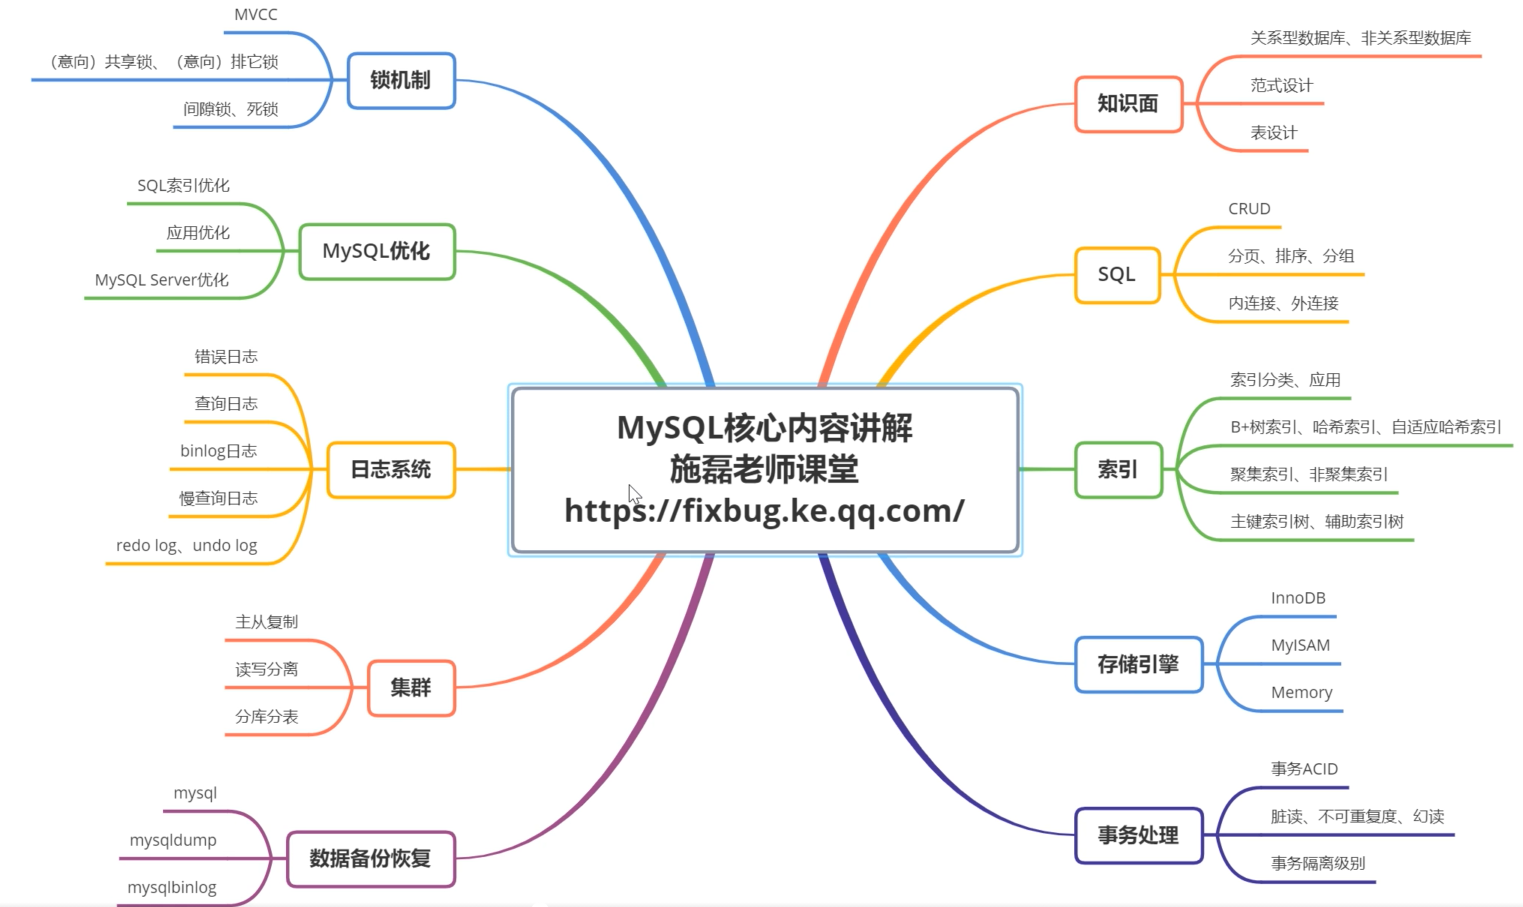 MySQL核心内容讲解
施磊老师课堂
https://fixbug.ke.qq.com/
知识面
关系型数据库、非关系型数据库
范式设计
表设计
SQL
CRUD
分页、排序、分组
内连接、外连接
索引
索引分类、应用
B+树索引、哈希索引、自适应哈希索引
聚集索引、非聚集索引
主键索引树、辅助索引树
存储引擎
InnoDB
MyISAM
Memory
事务处理
事务ACID
脏读、不可重复度、幻读
事务隔离级别
锁机制
MVCC
（意向）共享锁、（意向）排它锁
间隙锁、死锁
MySQL优化
SQL索引优化
应用优化
MySQL Server优化
日志系统
错误日志
查询日志
binlog日志
慢查询日志
redo log、undo log
集群
主从复制
读写分离
分库分表
数据备份恢复
mysql
mysqldump
mysqlbinlog